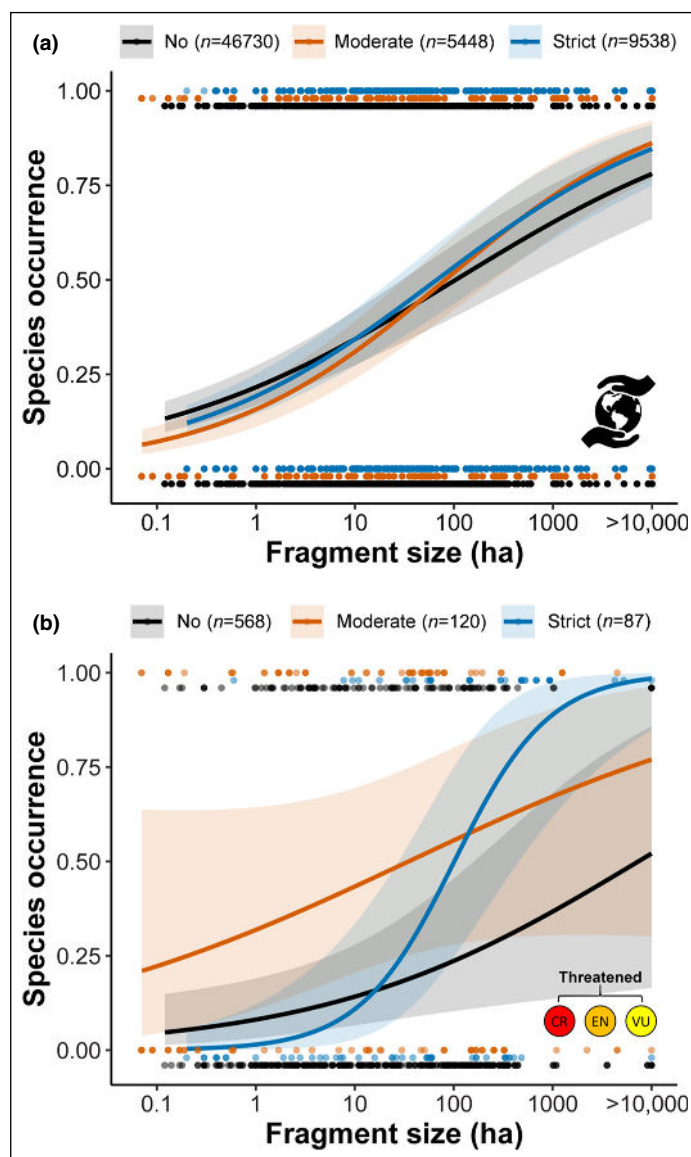 (a) No (n=46730) Moderate (n=5448) Strict (n=9538)
1.00
0.75
0.50
0.25
0.00
Species occurrence
0.1 1 10 100 1000 >10,000
Fragment size (ha)
(b) No (n=568) Moderate (n=120) Strict (n=87)
1.00
0.75
0.50
0.25
0.00
Species occurrence
Threatened
CR EN VU
0.1 1 10 100 1000 >10,000
Fragment size (ha)